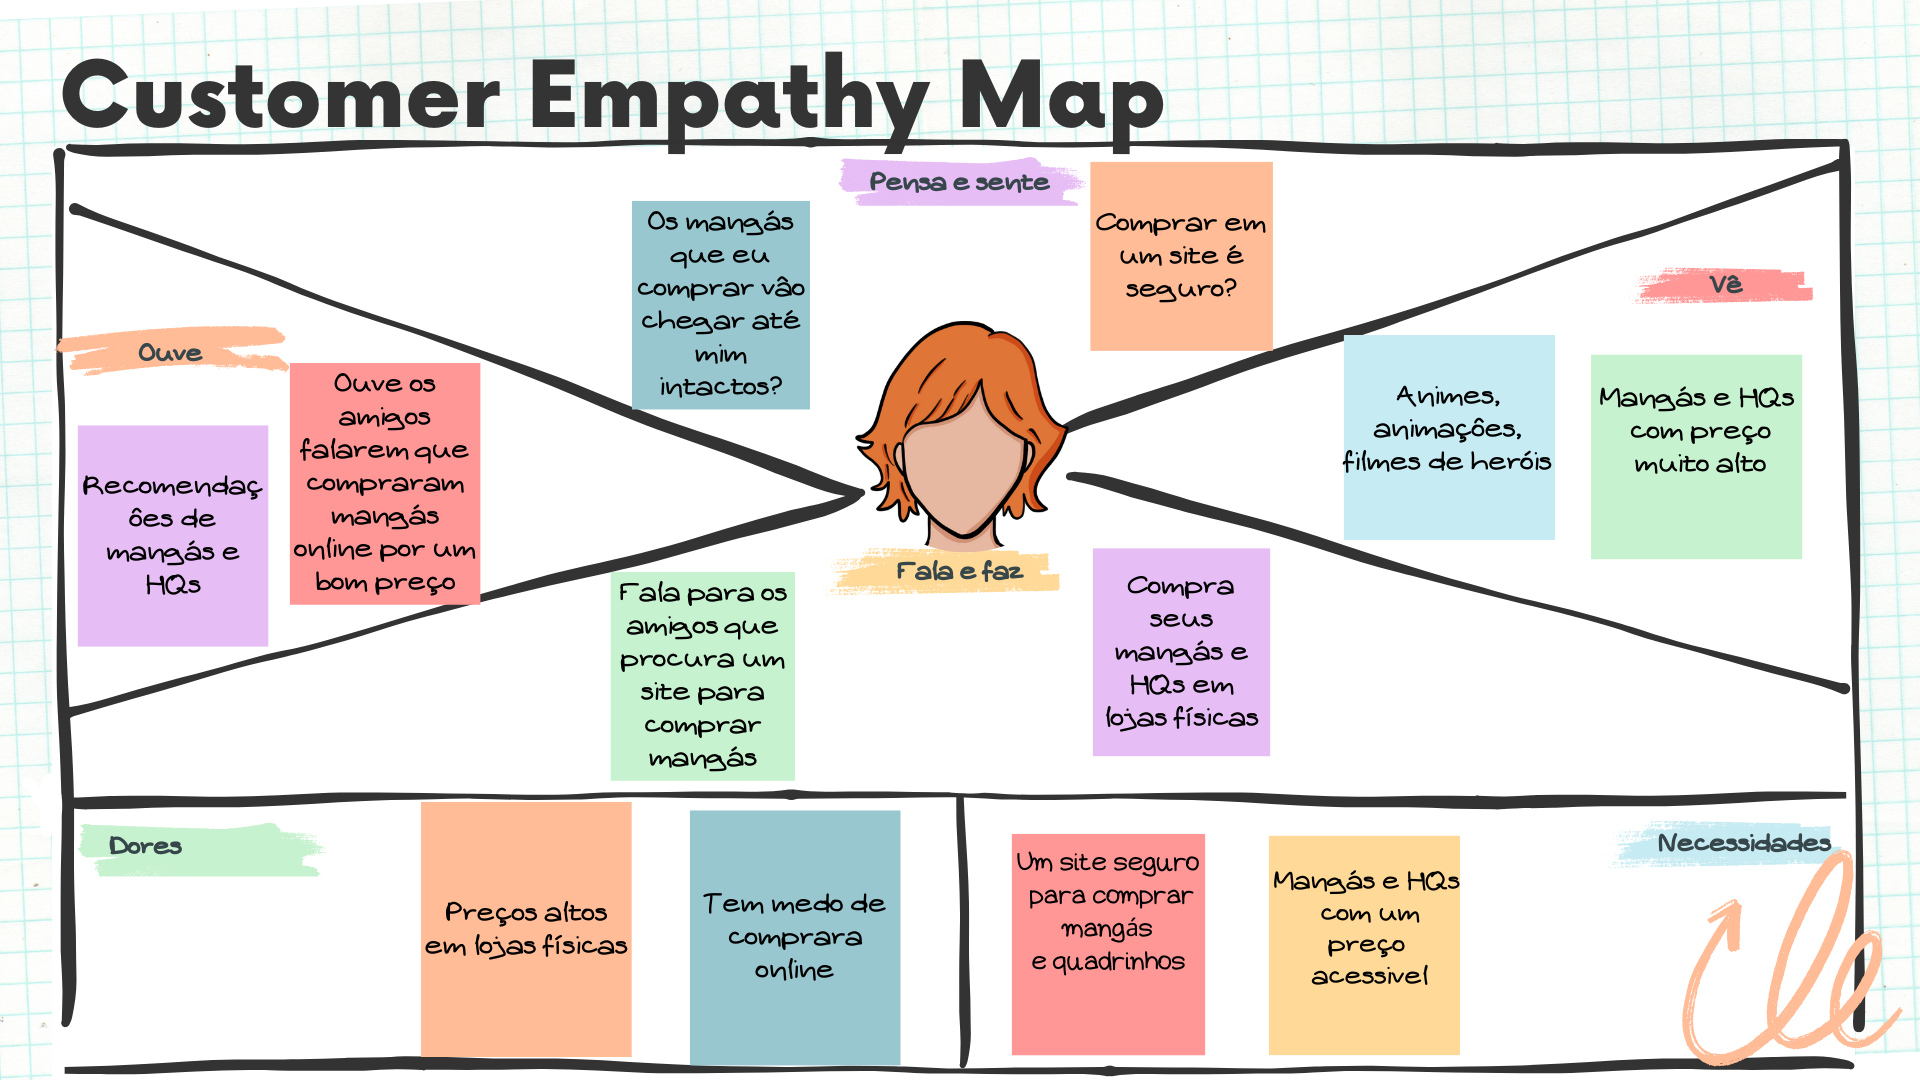 Customer Empathy Map
Pensa e sente
Os mangás
que eu
comprar vão
chegar até
mim
intactos?
Comprar em
um site é
seguro?
Ouve
Recomendaç
ões de
mangás e
HQs
Ouve os
amigos
falarem que
compraram
mangás
online por um
bom preço
Vê
Animes,
animações,
filmes de heróis
Mangás e HQs
com preço
muito alto
Fala e faz
Fala para os
amigos que
procura um
site para
comprar
mangás
Compra
seus
mangás e
HQs em
lojas físicas
Dores
Preços altos
em lojas físicas
Tem medo de
comprara
online
Necessidades
Um site seguro
para comprar
mangás
e quadrinhos
Mangás e HQs
com um
preço
acessivel